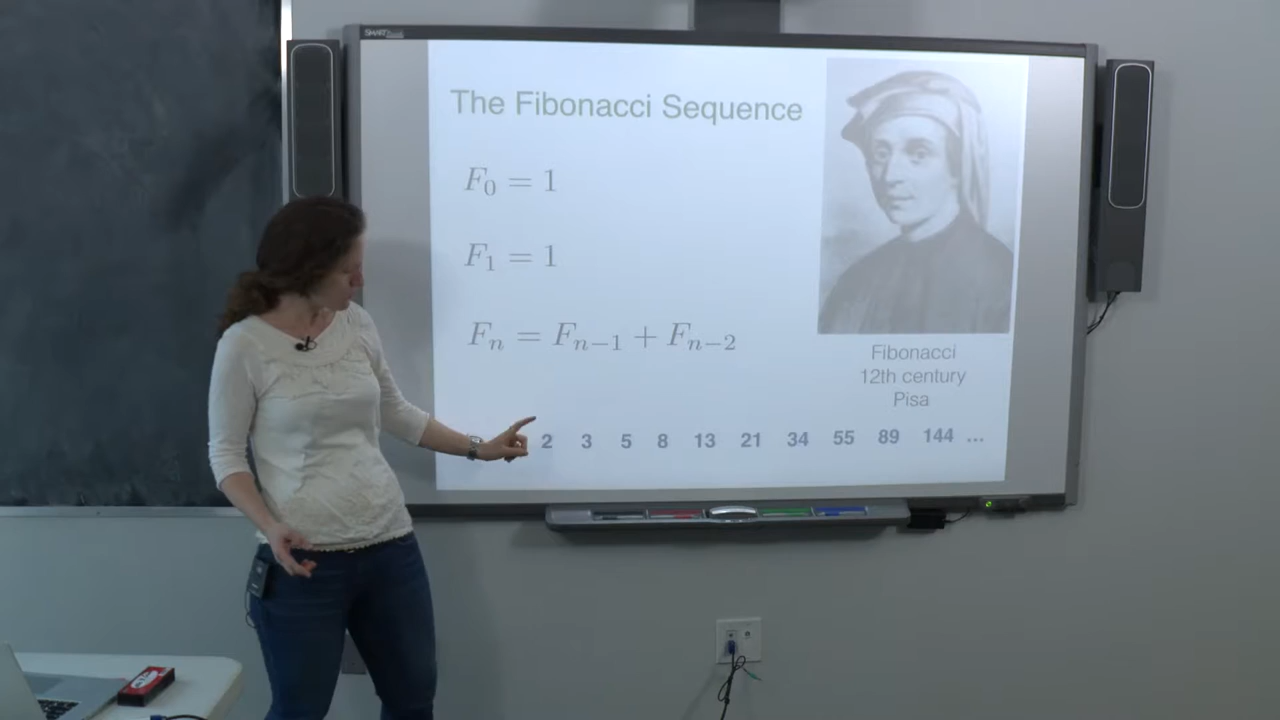 SMART
The Fibonacci Sequence
F₀ = 1
F₁ = 1
Fₙ = Fₙ₋₁ + Fₙ₋₂
Fibonacci
12th century
Pisa
2 3 5 8 13 21 34 55 89 144 ...